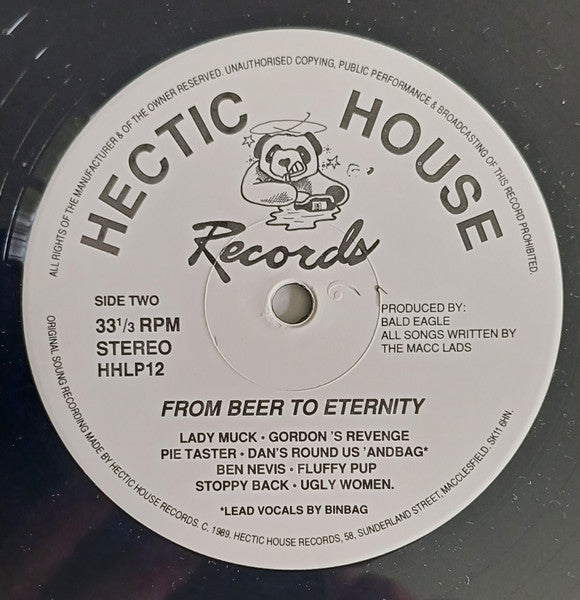 ALL RIGHTS OF THE MANUFACTURER & OF THE OWNER RESERVED. UNAUTHORISED COPYING, PUBLIC PERFORMANCE & BROADCASTING OF THIS RECORD PROHIBITED.
HECTIC HOUSE
Records
SIDE TWO
33 1/3 RPM
STEREO
HHLP12
PRODUCED BY:
BALD EAGLE
ALL SONGS WRITTEN BY
THE MACC LADS
FROM BEER TO ETERNITY
LADY MUCK • GORDON 'S REVENGE
PIE TASTER • DAN'S ROUND US 'ANDBAG*
BEN NEVIS • FLUFFY PUP
STOPPY BACK • UGLY WOMEN.
*LEAD VOCALS BY BINBAG
ORIGINAL SOUND RECORDING MADE BY HECTIC HOUSE RECORDS, C. 1989. HECTIC HOUSE RECORDS, 58, SUNDERLAND STREET, MACCLESFIELD, SK11 6HN.